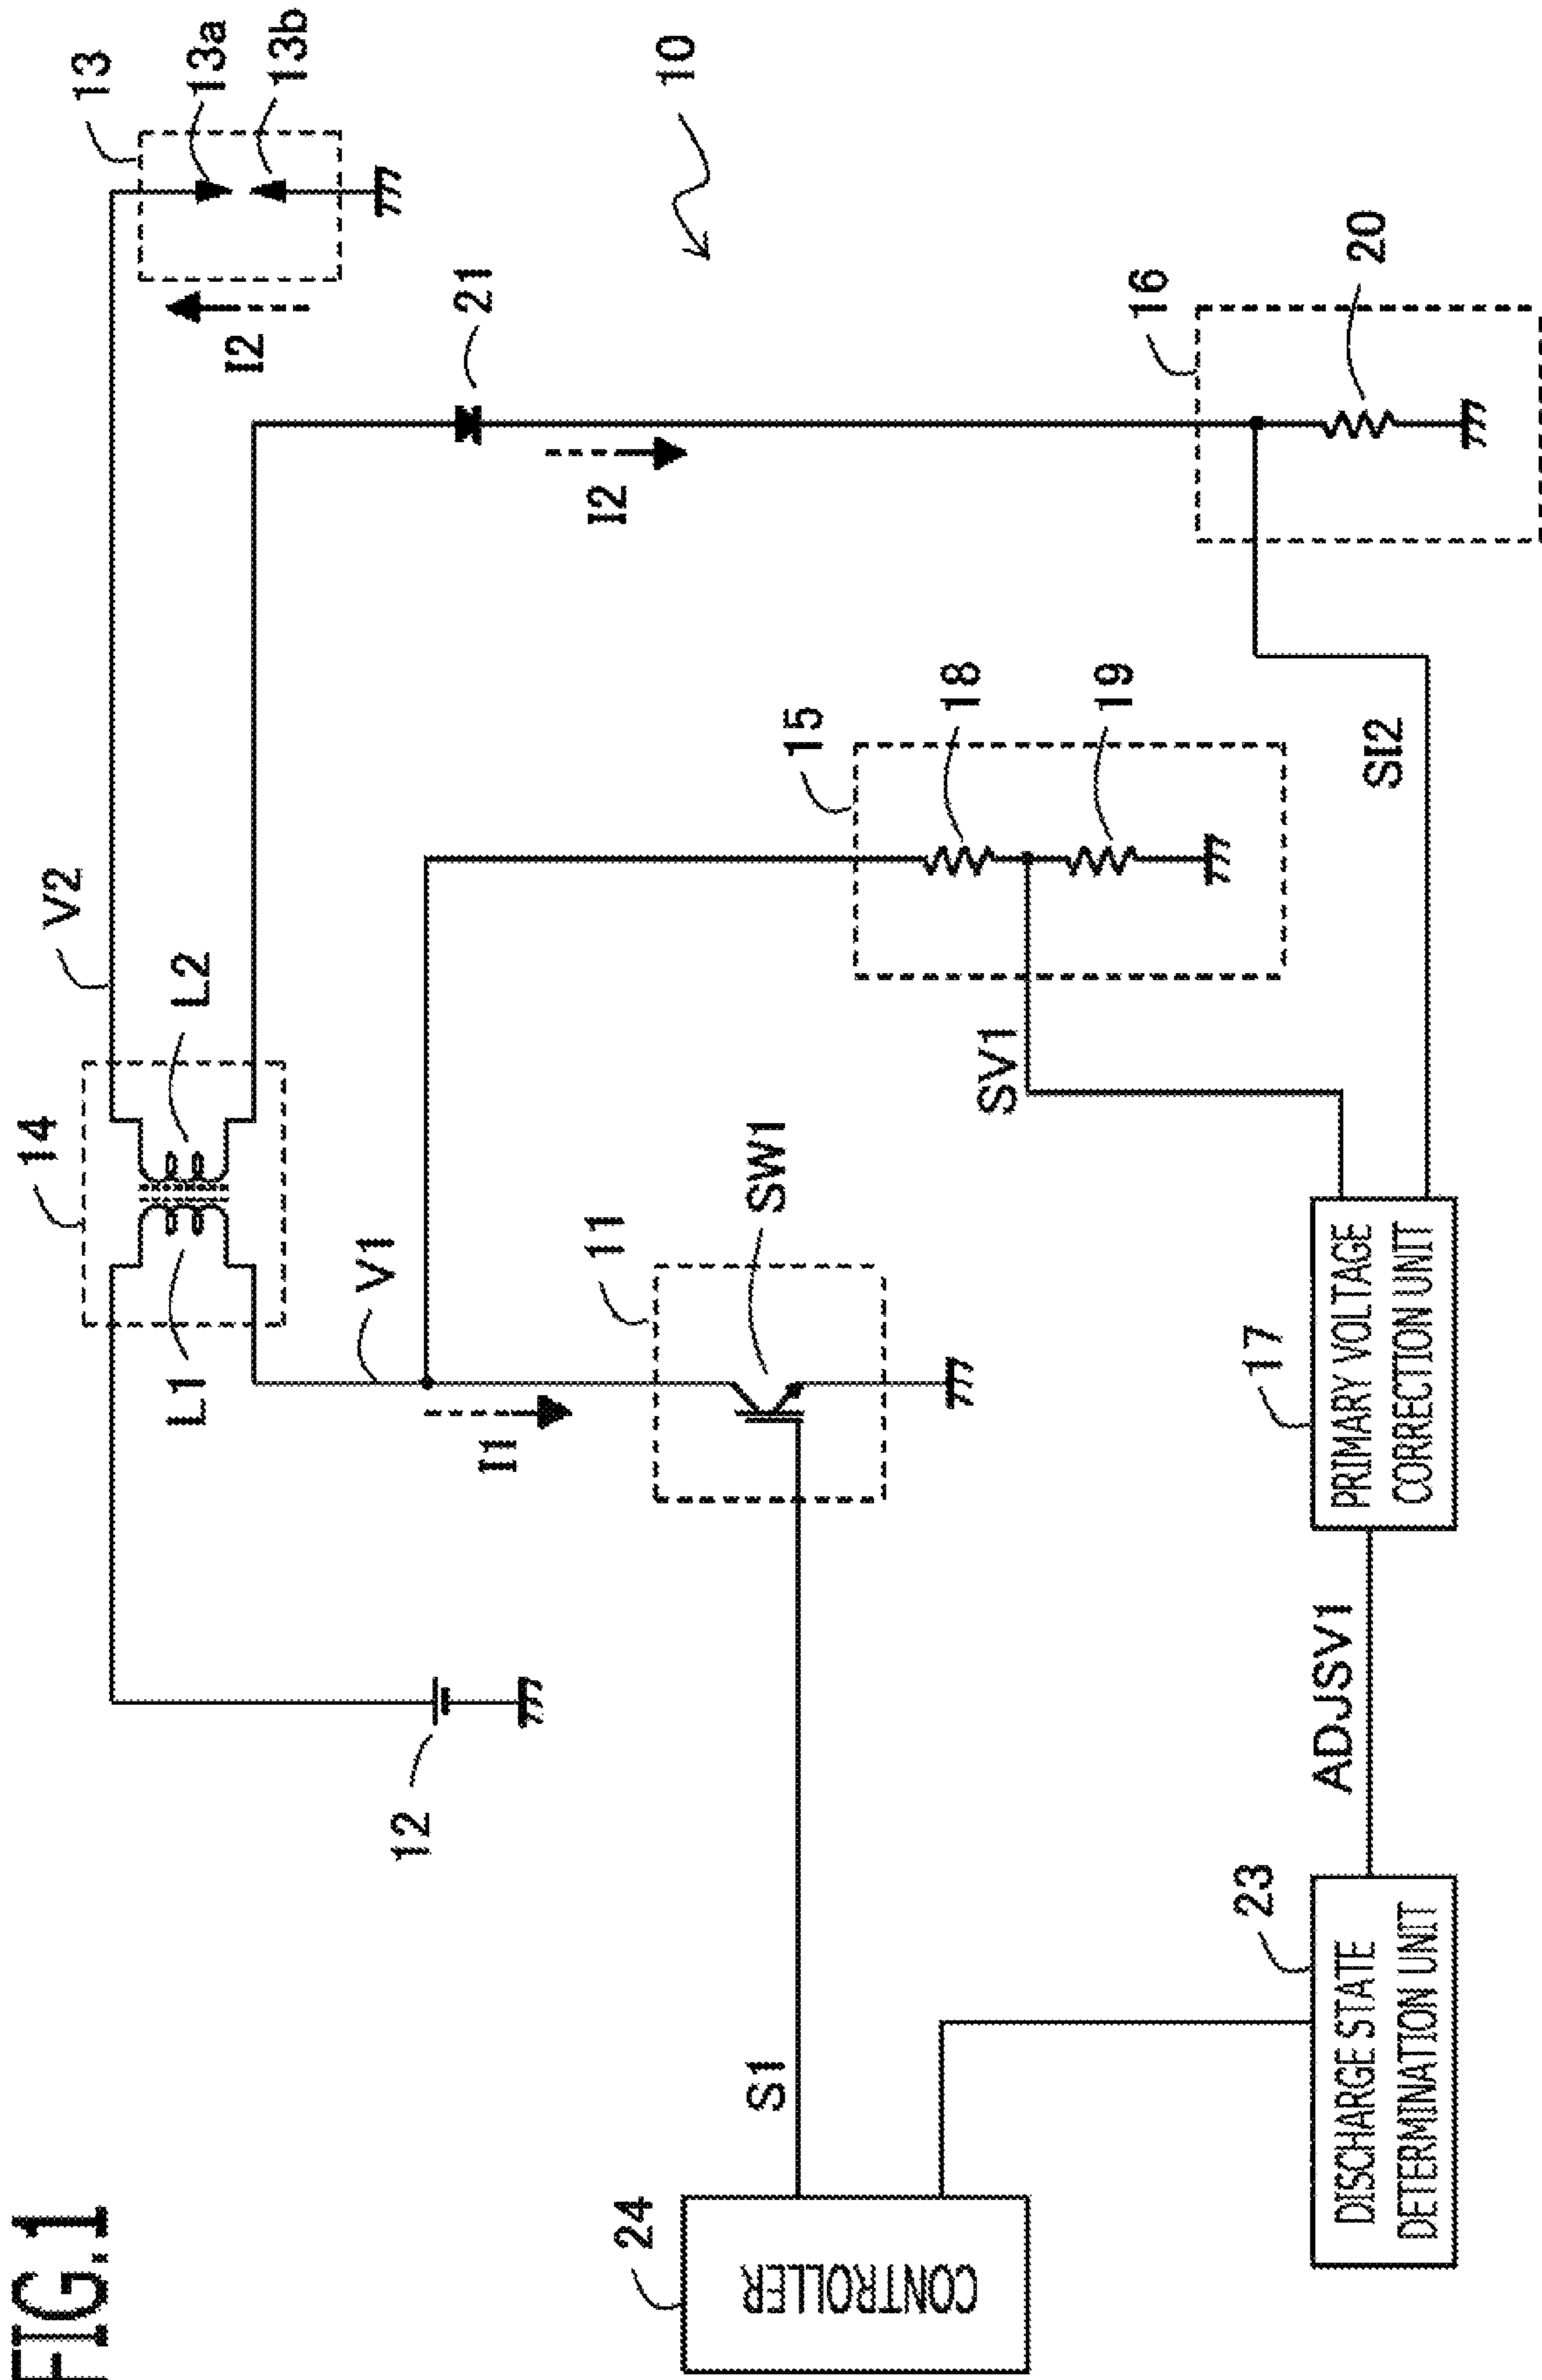 FIG.1
14
L1
L2
V2
13
13a
13b
I2
12
V1
I1
21
I2
10
11
SW1
15
18
19
16
20
24
CONTROLLER
S1
SV1
SI2
23
DISCHARGE STATE
DETERMINATION UNIT
ADJSV1
17
PRIMARY VOLTAGE
CORRECTION UNIT